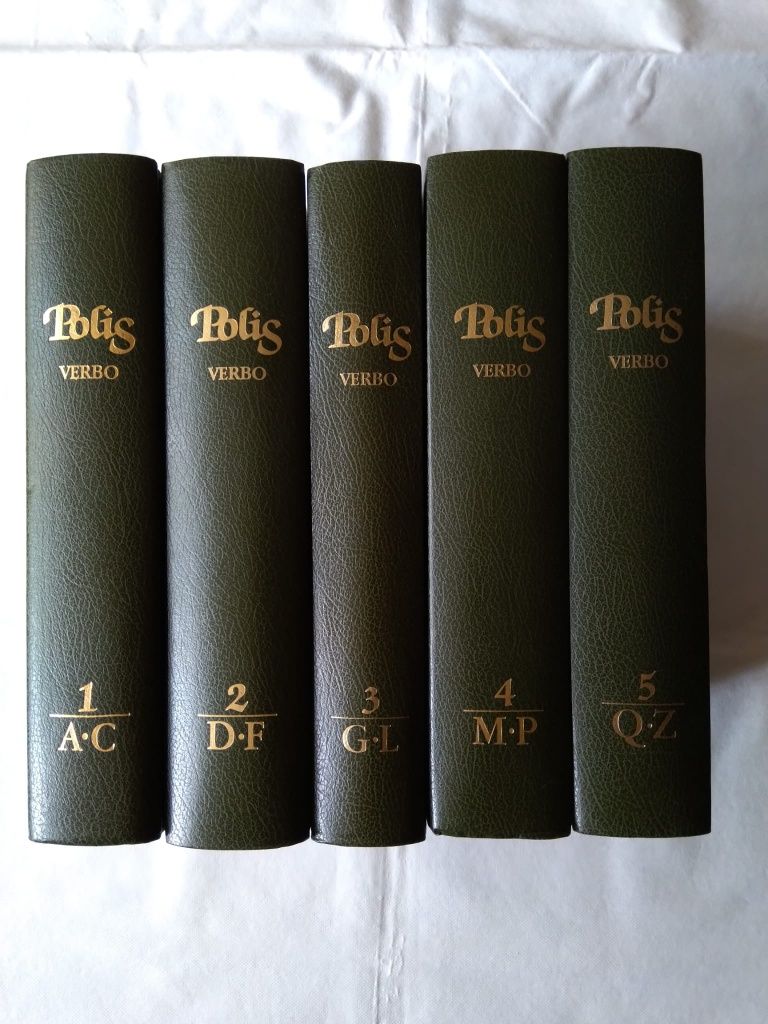 Polis
VERBO
1
A·C
Polis
VERBO
2
D·F
Polis
VERBO
3
G·L
Polis
VERBO
4
M·P
Polis
VERBO
5
Q·Z